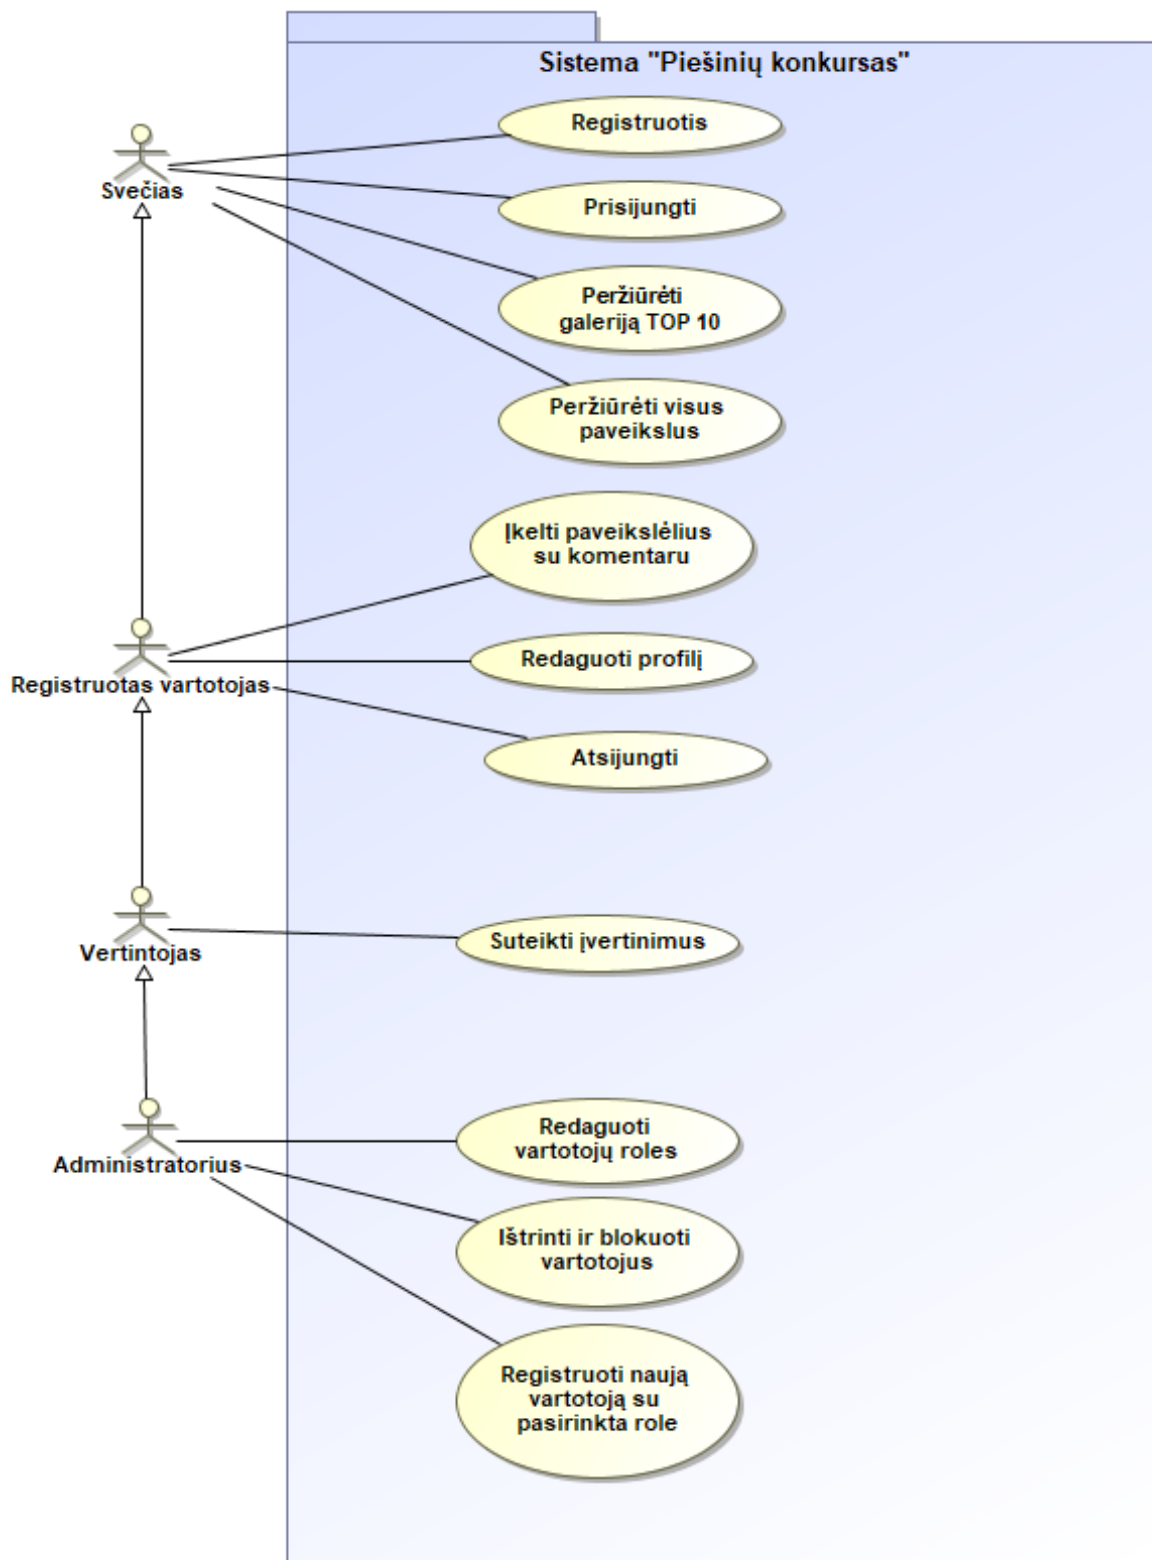 Sistema "Piešinių konkursas"
Registruotis
Svečias
Prisijungti
Peržiūrėti
galeriją TOP 10
Peržiūrėti visus
paveikslus
Įkelti paveikslėlius
su komentaru
Registruotas vartotojas
Redaguoti profilį
Atsijungti
Vertintojas
Suteikti įvertinimus
Administratorius
Redaguoti
vartotojų roles
Ištrinti ir blokuoti
vartotojus
Registruoti naują
vartotoją su
pasirinkta role